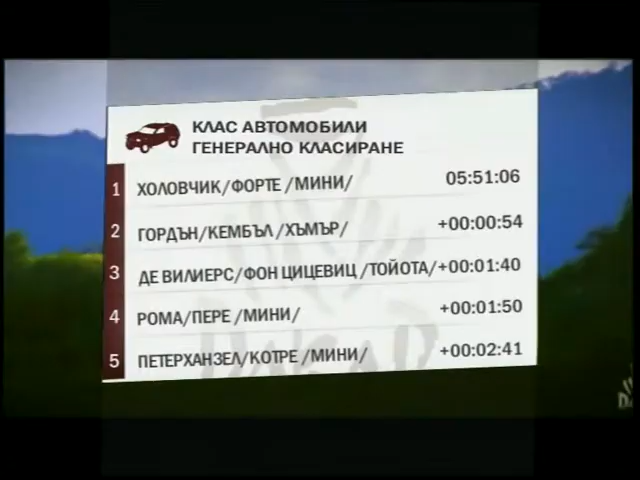 КЛАС АВТОМОБИЛИ
ГЕНЕРАЛНО КЛАСИРАНЕ
1 ХОЛОВЧИК/ФОРТЕ /МИНИ/ 05:51:06
2 ГОРДЪН/КЕМБЪЛ /ХЪМЪР/ +00:00:54
3 ДЕ ВИЛИЕРС/ФОН ЦИЦЕВИЦ /ТОЙОТА/ +00:01:40
4 РОМА/ПЕРЕ /МИНИ/ +00:01:50
5 ПЕТЕРХАНЗЕЛ/КОТРЕ /МИНИ/ +00:02:41
DAKAR